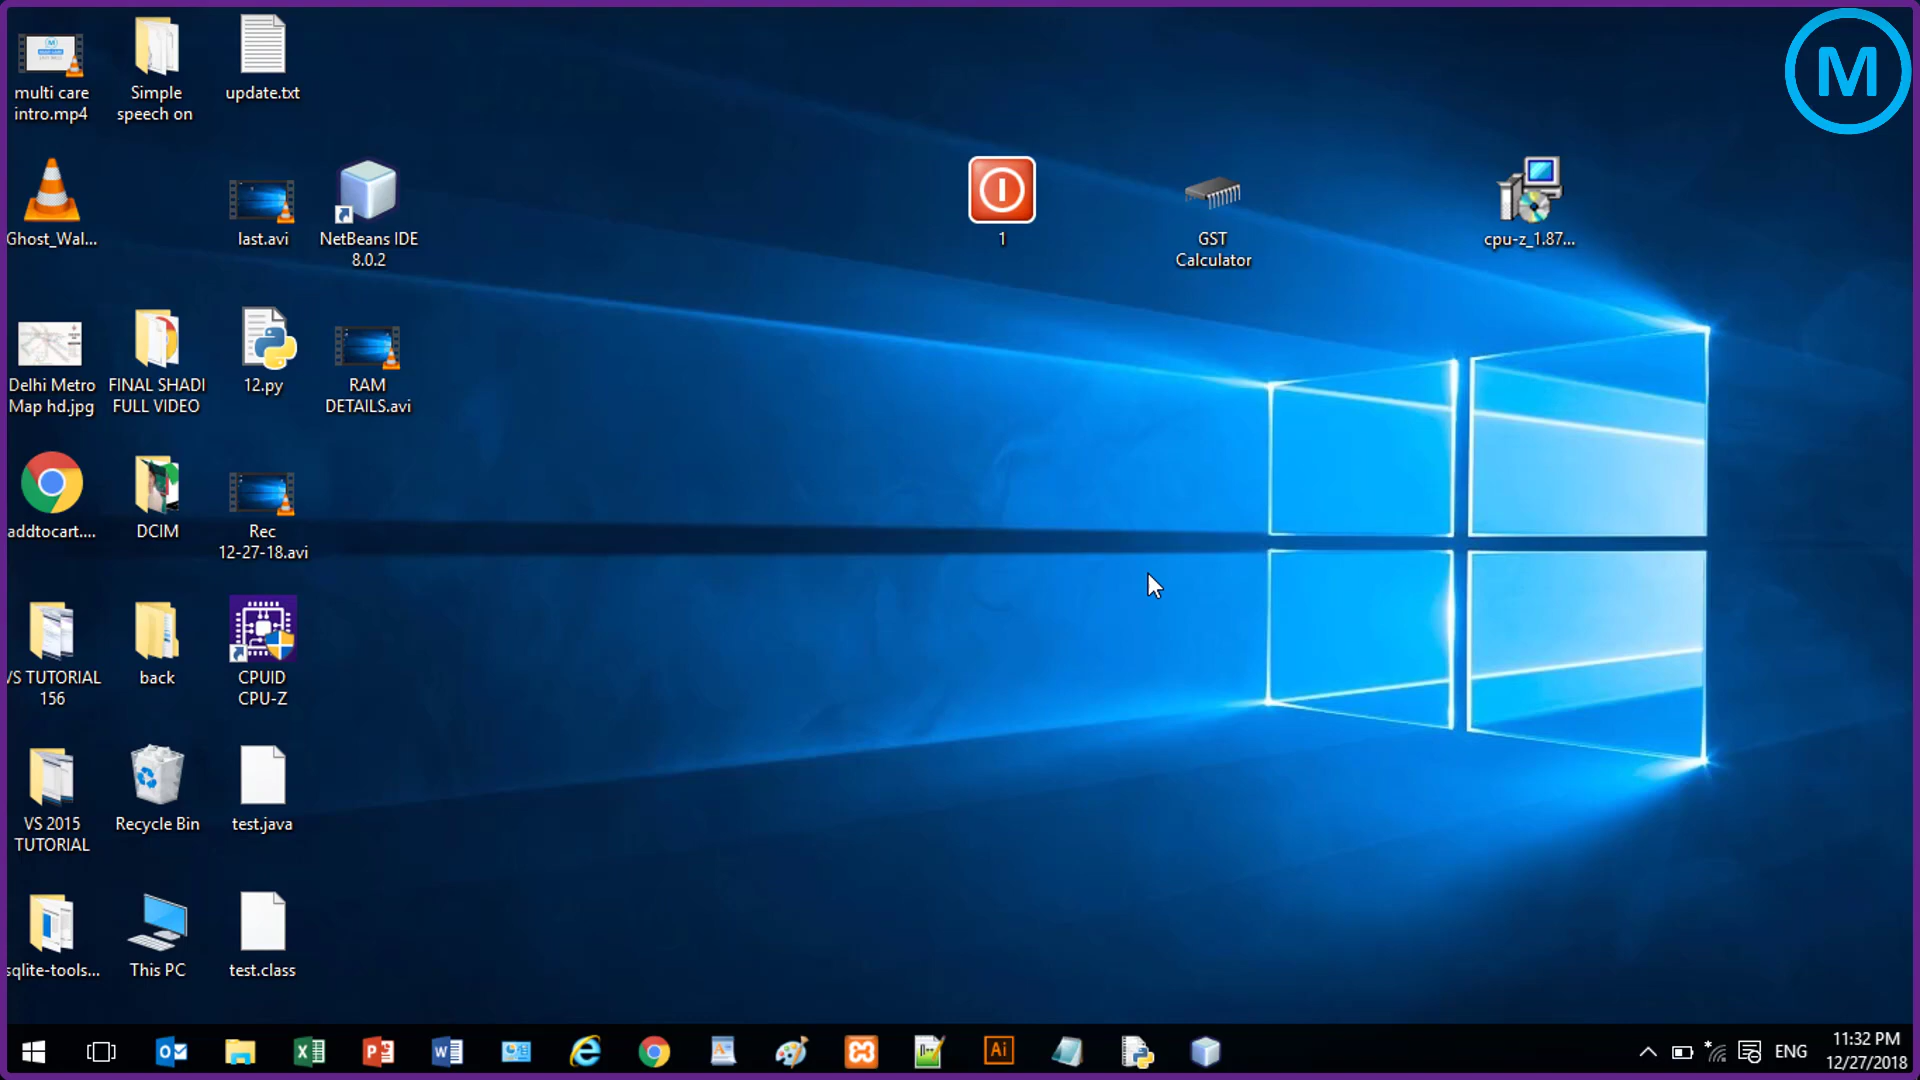 multi care
intro.mp4
Simple
speech on
update.txt
M
Ghost_Wal...
last.avi
NetBeans IDE
8.0.2
1
GST
Calculator
cpu-z_1.87...
Delhi Metro
Map hd.jpg
FINAL SHADI
FULL VIDEO
12.py
RAM
DETAILS.avi
addtocart....
DCIM
Rec
12-27-18.avi
VS TUTORIAL
156
back
CPUID
CPU-Z
VS 2015
TUTORIAL
Recycle Bin
test.java
sqlite-tools...
This PC
test.class
Ai
ENG
11:32 PM
12/27/2018